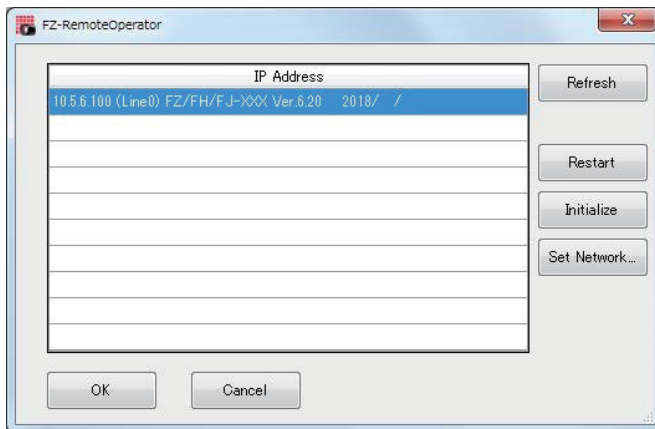 FZ-RemoteOperator
IP Address
10.5.6.100 (Line0) FZ/FH/FJ-XXX Ver.6.20 2018/ /
Refresh
Restart
Initialize
Set Network...
OK
Cancel